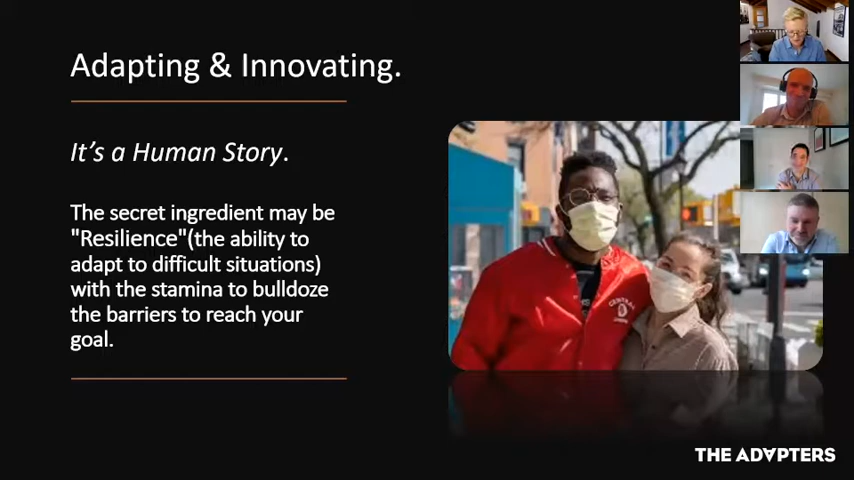 Adapting & Innovating.
It's a Human Story.
The secret ingredient may be
"Resilience"(the ability to
adapt to difficult situations)
with the stamina to bulldoze
the barriers to reach your
goal.
CENTRAL
THE ADVPTERS